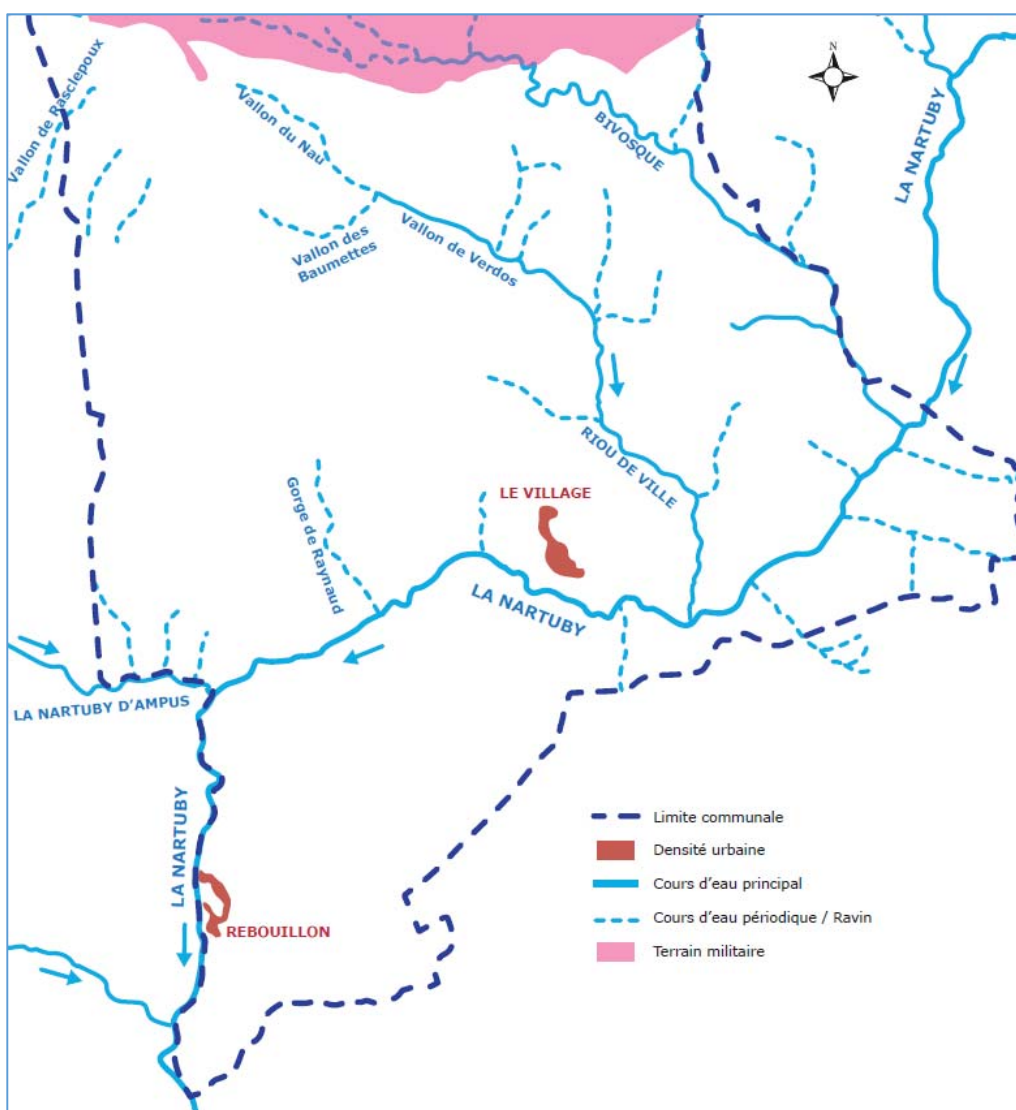 N
Vallon de Rasclepoux
Vallon du Nau
BIVOSQUE
LA NARTUBY
Vallon des
Baumettes
Vallon de Verdos
RIOU DE VILLE
LE VILLAGE
Gorge de Raynaud
LA NARTUBY
LA NARTUBY D'AMPUS
LA NARTUBY
REBOUILLON
Limite communale
Densité urbaine
Cours d'eau principal
Cours d'eau périodique / Ravin
Terrain militaire